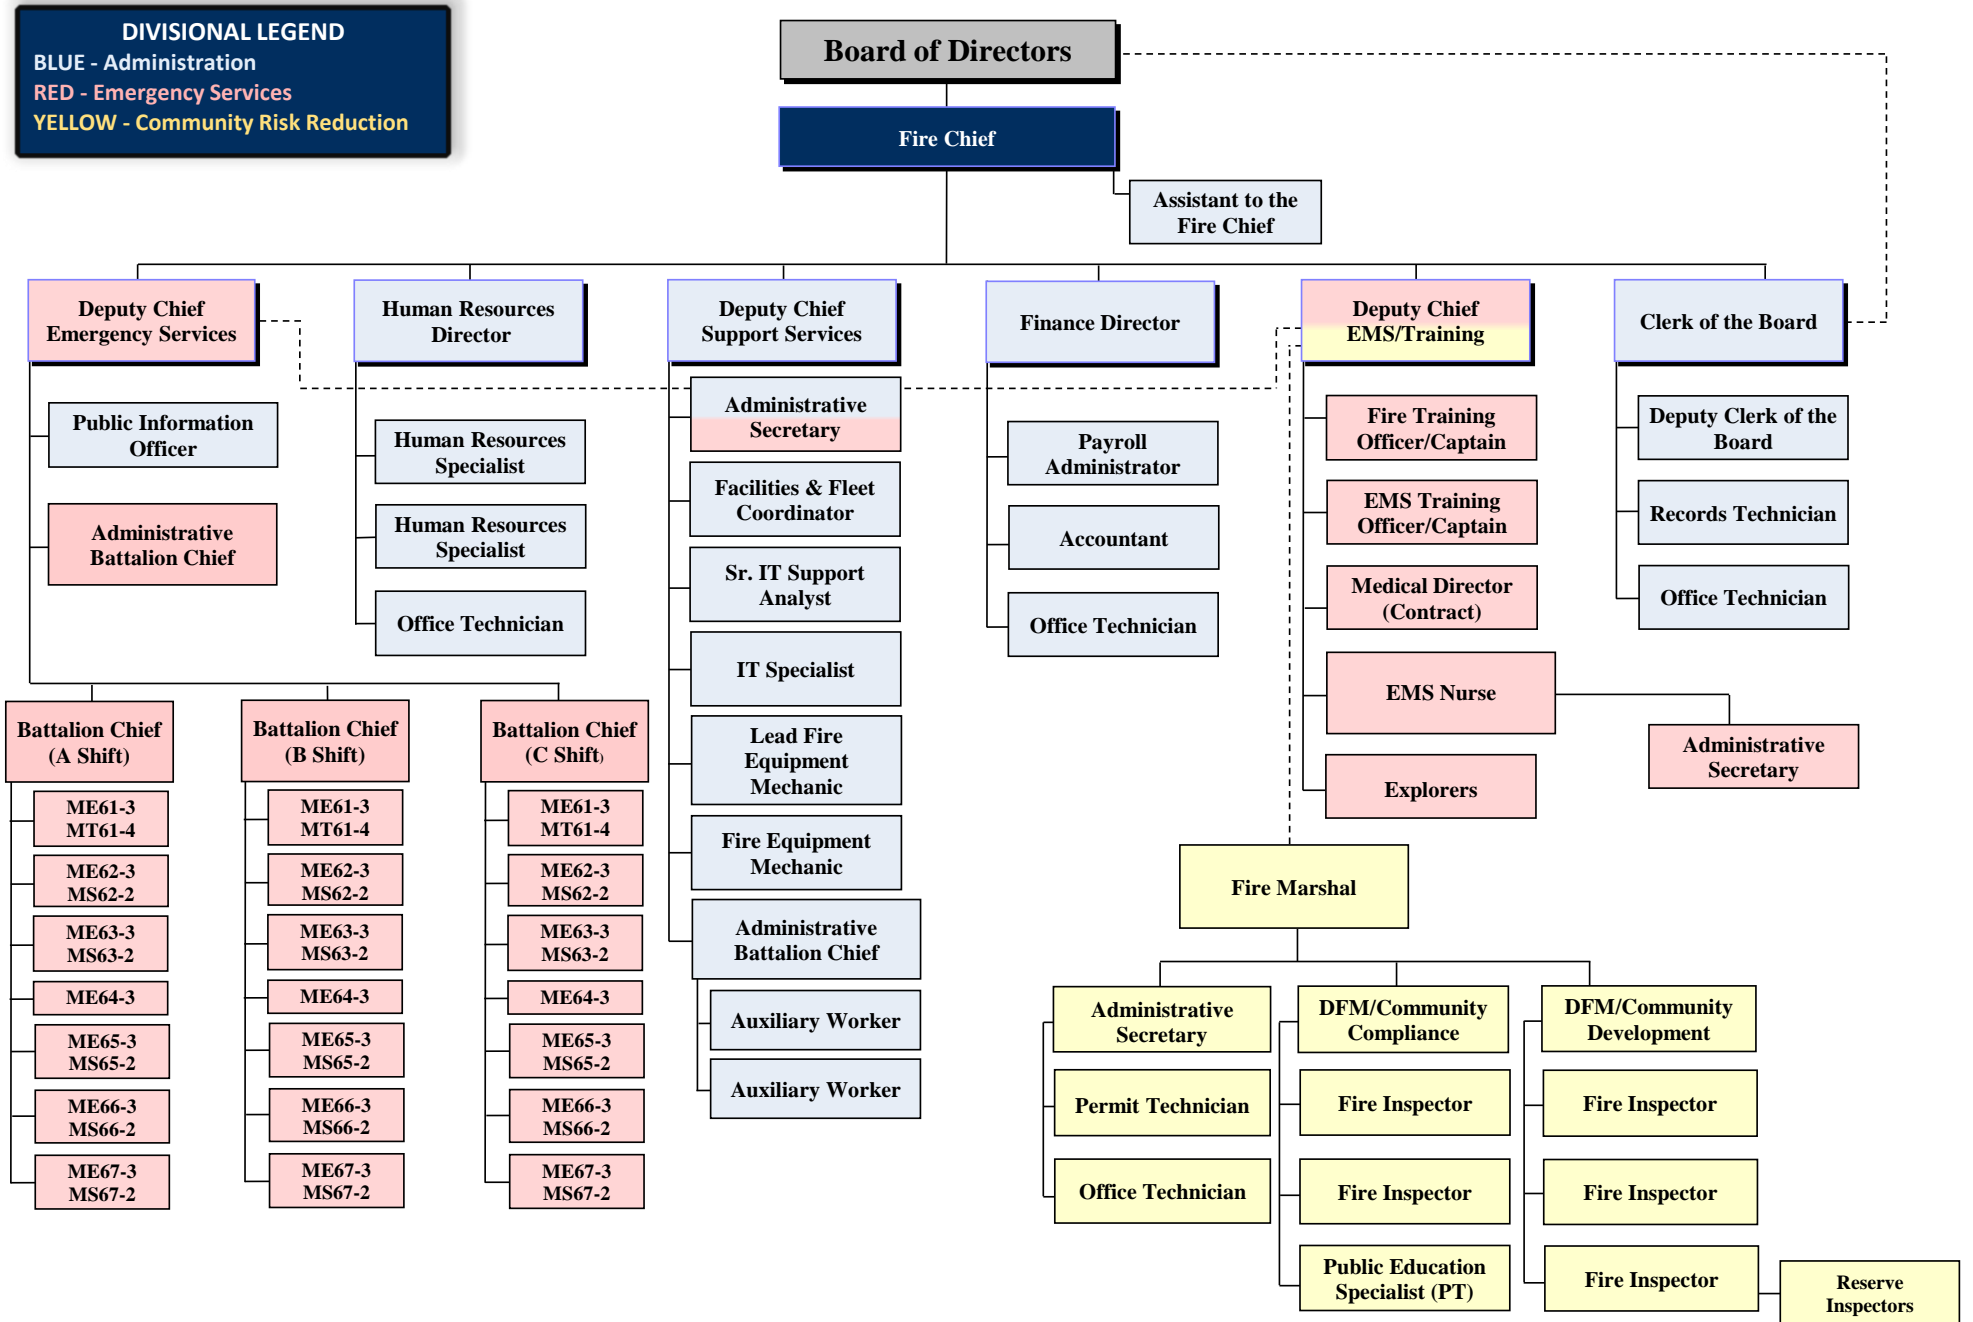 DIVISIONAL LEGEND
BLUE - Administration
RED - Emergency Services
YELLOW - Community Risk Reduction
Board of Directors
Fire Chief
Assistant to the
Fire Chief
Deputy Chief
Emergency Services
Human Resources
Director
Deputy Chief
Support Services
Finance Director
Deputy Chief
EMS/Training
Clerk of the Board
Public Information
Officer
Administrative
Battalion Chief
Human Resources
Specialist
Human Resources
Specialist
Office Technician
Administrative
Secretary
Facilities & Fleet
Coordinator
Sr. IT Support
Analyst
IT Specialist
Lead Fire
Equipment
Mechanic
Fire Equipment
Mechanic
Administrative
Battalion Chief
Auxiliary Worker
Auxiliary Worker
Payroll
Administrator
Accountant
Office Technician
Fire Training
Officer/Captain
EMS Training
Officer/Captain
Medical Director
(Contract)
EMS Nurse
Administrative
Secretary
Explorers
Deputy Clerk of the
Board
Records Technician
Office Technician
Battalion Chief
(A Shift)
ME61-3
MT61-4
ME62-3
MS62-2
ME63-3
MS63-2
ME64-3
ME65-3
MS65-2
ME66-3
MS66-2
ME67-3
MS67-2
Battalion Chief
(B Shift)
ME61-3
MT61-4
ME62-3
MS62-2
ME63-3
MS63-2
ME64-3
ME65-3
MS65-2
ME66-3
MS66-2
ME67-3
MS67-2
Battalion Chief
(C Shift)
ME61-3
MT61-4
ME62-3
MS62-2
ME63-3
MS63-2
ME64-3
ME65-3
MS65-2
ME66-3
MS66-2
ME67-3
MS67-2
Fire Marshal
Administrative
Secretary
Permit Technician
Office Technician
DFM/Community
Compliance
Fire Inspector
Fire Inspector
Public Education
Specialist (PT)
DFM/Community
Development
Fire Inspector
Fire Inspector
Fire Inspector
Reserve
Inspectors